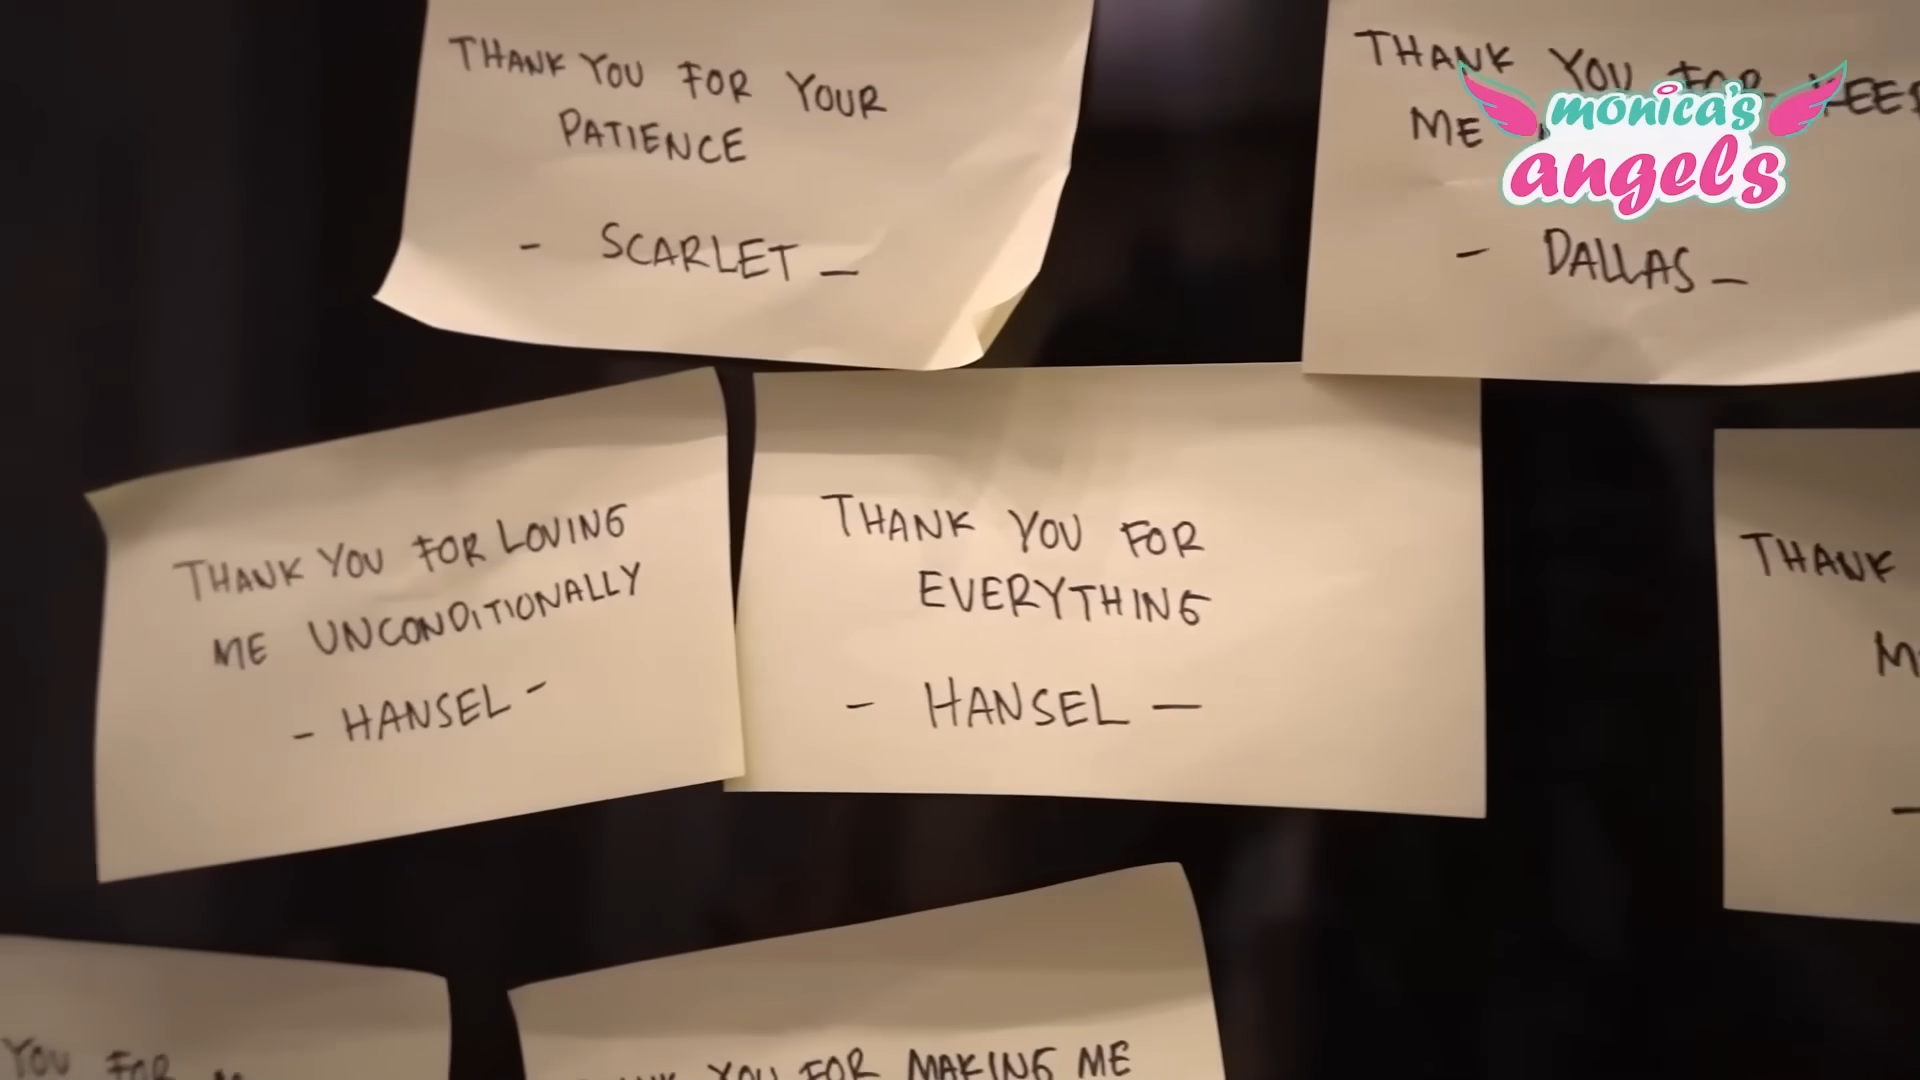 THANK YOU FOR YOUR
PATIENCE
- SCARLET -
THANK YOU FOR
ME
- DALLAS -
monica's
angels
THANK YOU FOR LOVING
ME UNCONDITIONALLY
- HANSEL -
THANK YOU FOR
EVERYTHING
- HANSEL -
THANK
YOU FOR
YOU FOR MAKING ME